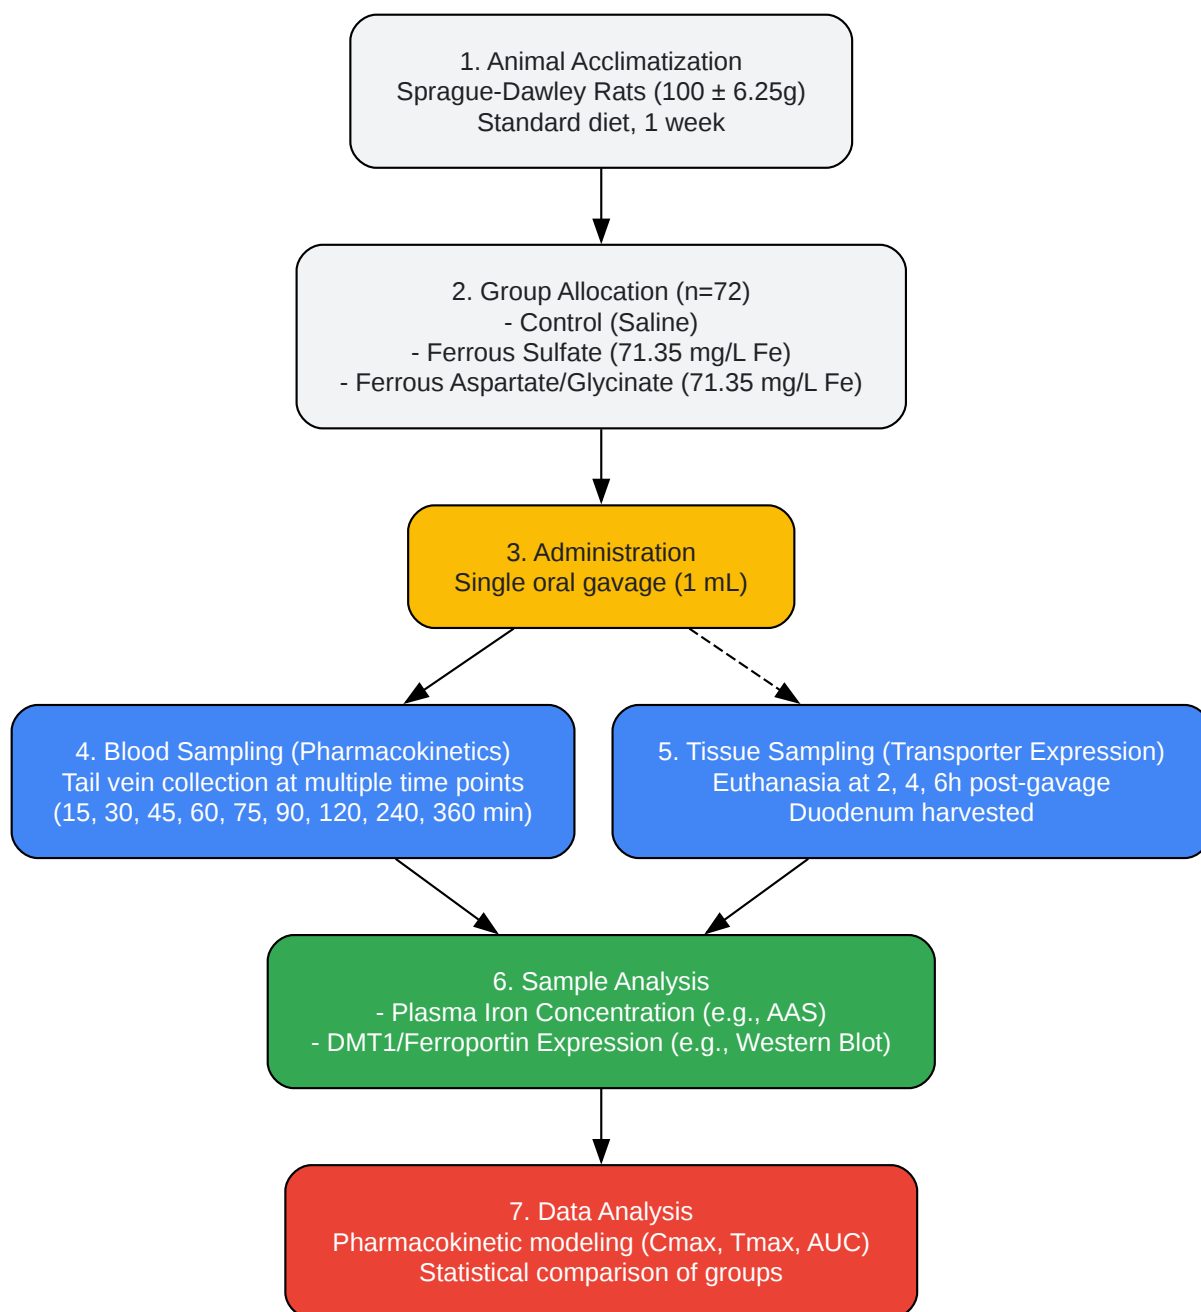 1. Animal Acclimatization
Sprague-Dawley Rats (100 ± 6.25g)
Standard diet, 1 week
2. Group Allocation (n=72)
- Control (Saline)
- Ferrous Sulfate (71.35 mg/L Fe)
- Ferrous Aspartate/Glycinate (71.35 mg/L Fe)
3. Administration
Single oral gavage (1 mL)
4. Blood Sampling (Pharmacokinetics)
Tail vein collection at multiple time points
(15, 30, 45, 60, 75, 90, 120, 240, 360 min)
5. Tissue Sampling (Transporter Expression)
Euthanasia at 2, 4, 6h post-gavage
Duodenum harvested
6. Sample Analysis
- Plasma Iron Concentration (e.g., AAS)
- DMT1/Ferroportin Expression (e.g., Western Blot)
7. Data Analysis
Pharmacokinetic modeling (Cmax, Tmax, AUC)
Statistical comparison of groups